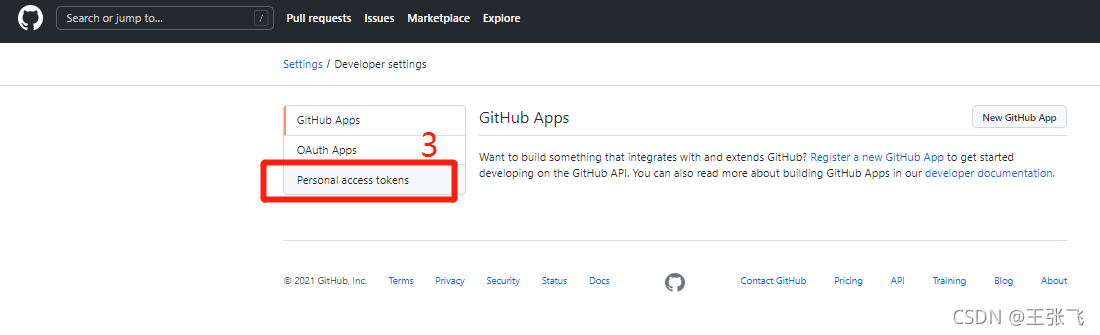 Search or jump to... / Pull requests Issues Marketplace Explore
Settings / Developer settings
GitHub Apps
OAuth Apps
3
Personal access tokens
GitHub Apps
New GitHub App
Want to build something that integrates with and extends GitHub? Register a new GitHub App to get started
developing on the GitHub API. You can also read more about building GitHub Apps in our developer documentation.
© 2021 GitHub, Inc. Terms Privacy Security Status Docs Contact GitHub Pricing API Training Blog About
CSDN @王张飞